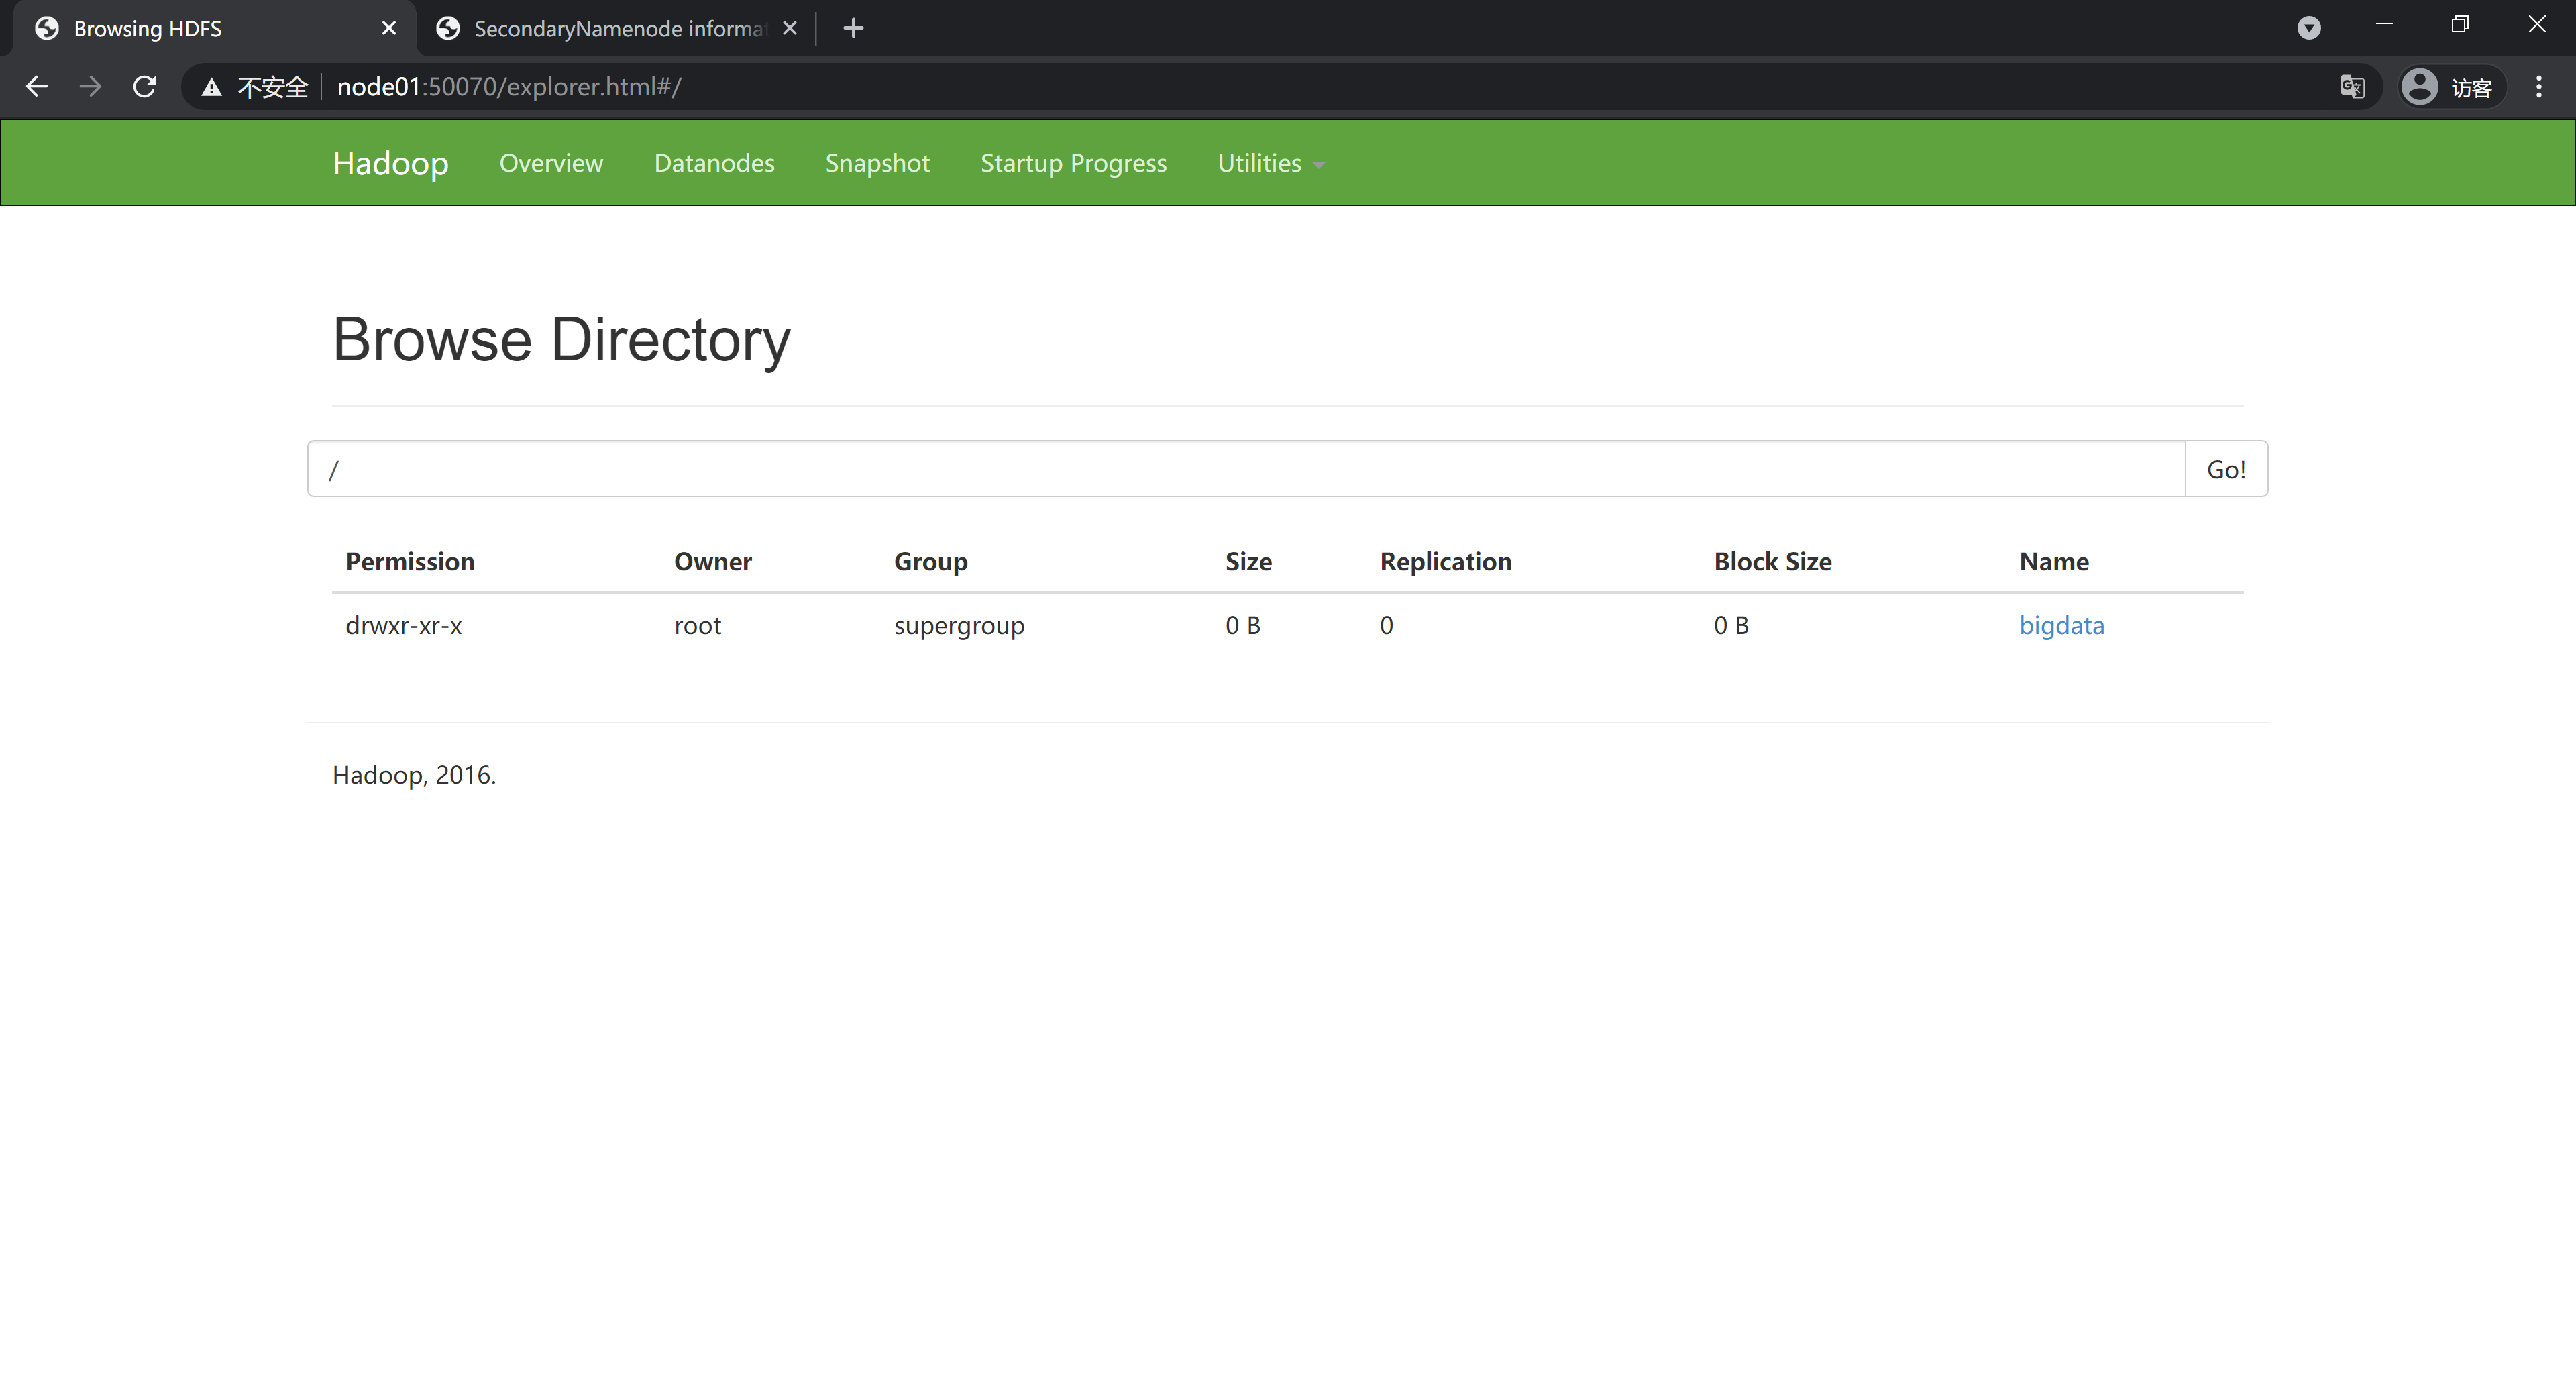 Browsing HDFS
SecondaryNamenode informa
不安全 node01:50070/explorer.html#/
访客
Hadoop Overview Datanodes Snapshot Startup Progress Utilities
Browse Directory
/ Go!
Permission Owner Group Size Replication Block Size Name
drwxr-xr-x root supergroup 0 B 0 0 B bigdata
Hadoop, 2016.